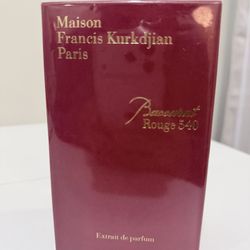 Maison
Francis Kurkdjian
Paris
Baccarat
Rouge 540
Extrait de parfum